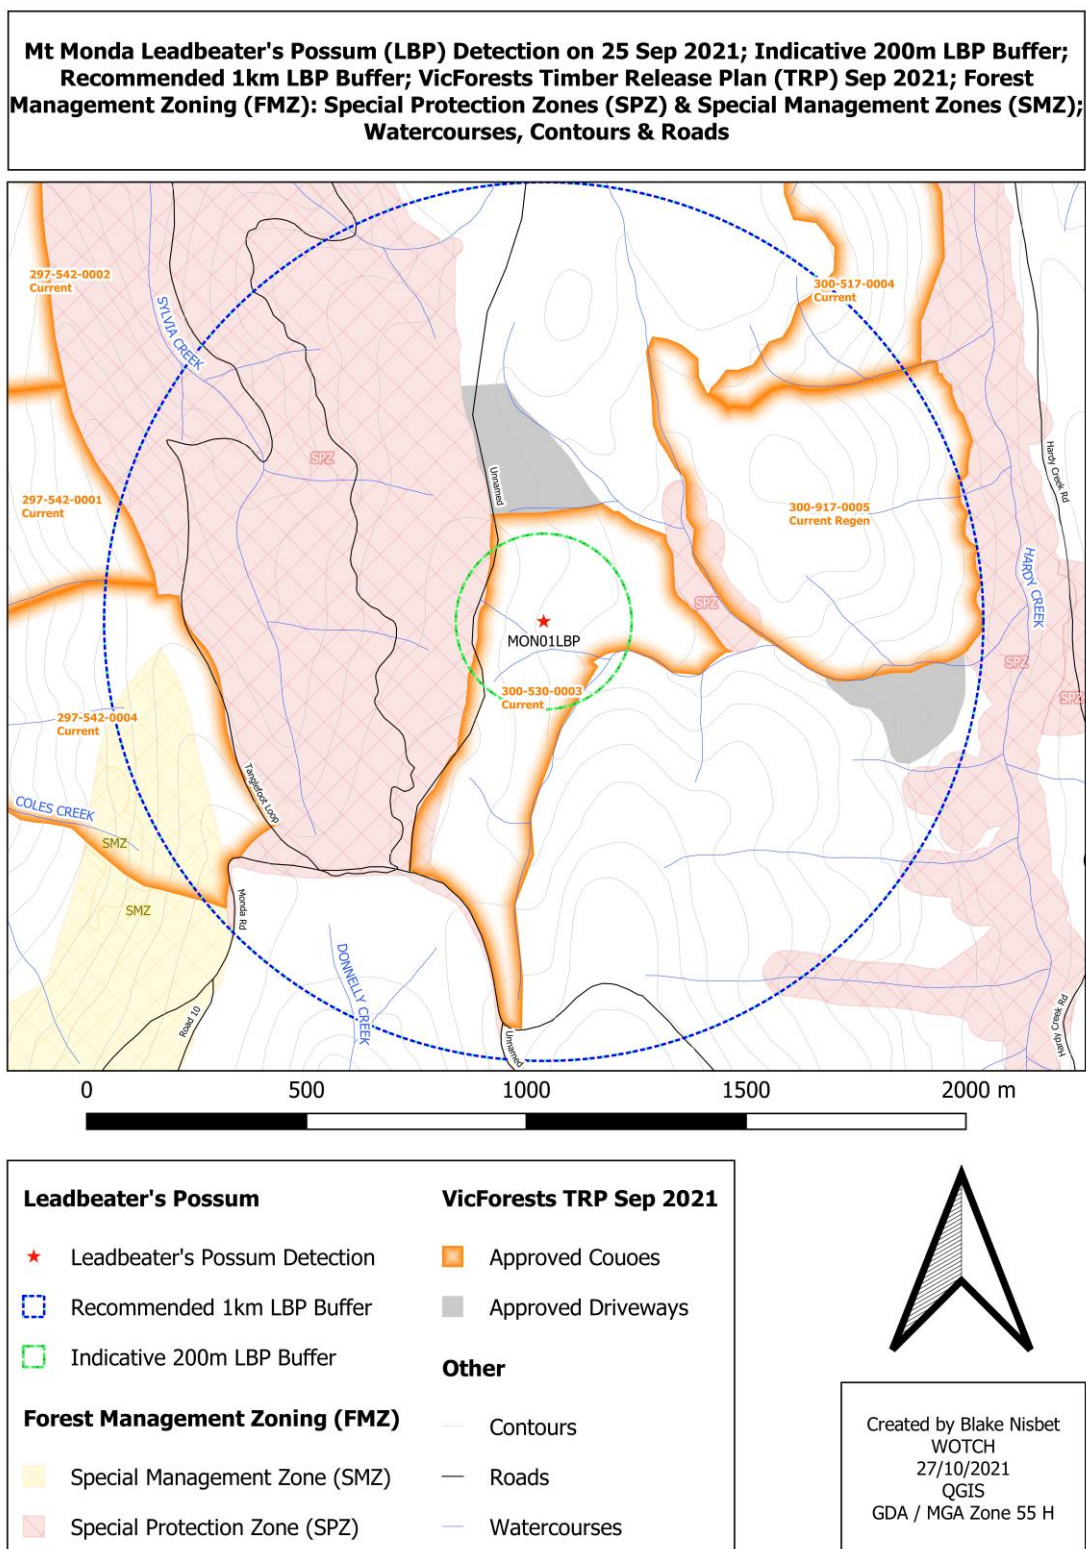 Mt Monda Leadbeater's Possum (LBP) Detection on 25 Sep 2021; Indicative 200m LBP Buffer;
Recommended 1km LBP Buffer; VicForests Timber Release Plan (TRP) Sep 2021; Forest
Management Zoning (FMZ): Special Protection Zones (SPZ) & Special Management Zones (SMZ);
Watercourses, Contours & Roads
297-542-0002
Current
300-517-0004
Current
SYLVIA CREEK
SPZ
Unnamed
Hardy Creek Rd
297-542-0001
Current
300-917-0005
Current Regen
HARDY CREEK
SPZ
MON01LBP
SPZ
300-530-0003
Current
SPZ
297-542-0004
Current
Tanglefoot Loop
COLES CREEK
SMZ
SMZ
Monda Rd
DONNELLY CREEK
Road 10
Unnamed
Hardy Creek Rd
0 500 1000 1500 2000 m
Leadbeater's Possum
Leadbeater's Possum Detection
Recommended 1km LBP Buffer
Indicative 200m LBP Buffer
Forest Management Zoning (FMZ)
Special Management Zone (SMZ)
Special Protection Zone (SPZ)
VicForests TRP Sep 2021
Approved Couoes
Approved Driveways
Other
Contours
Roads
Watercourses
Created by Blake Nisbet
WOTCH
27/10/2021
QGIS
GDA / MGA Zone 55 H